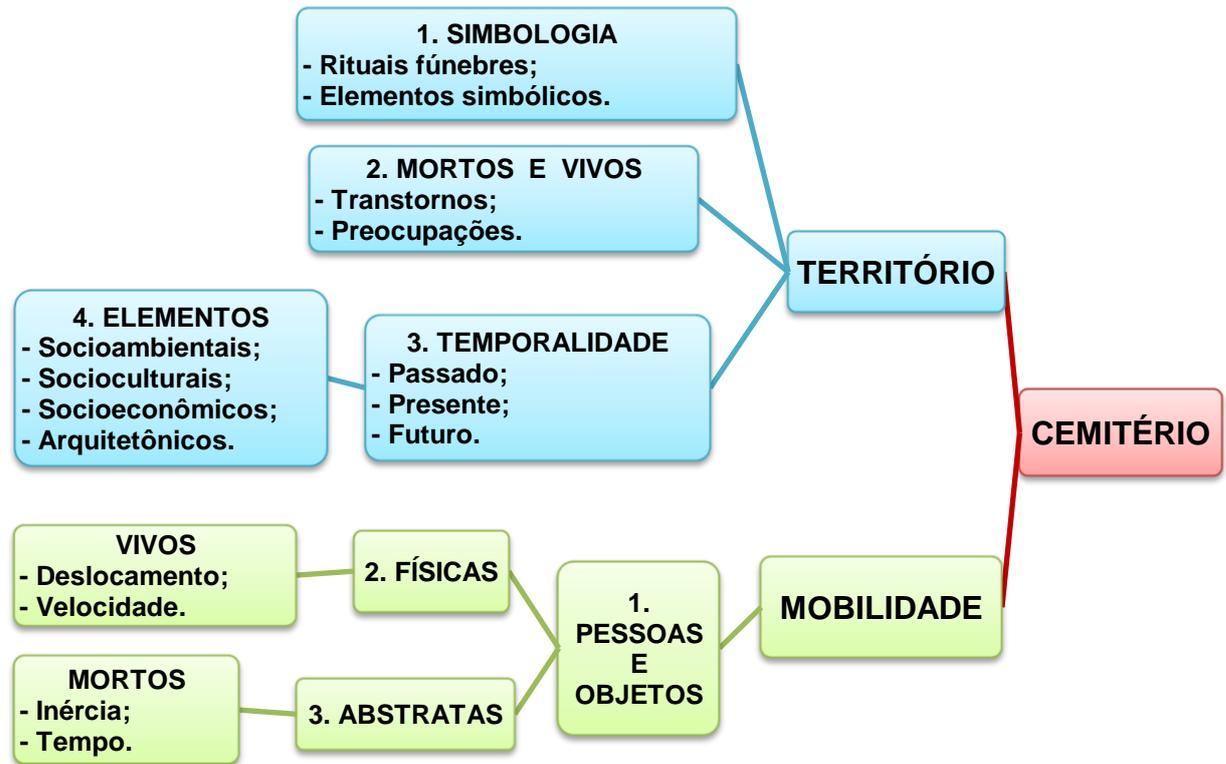 1. SIMBOLOGIA
- Rituais fúnebres;
- Elementos simbólicos.
2. MORTOS E VIVOS
- Transtornos;
- Preocupações.
TERRITÓRIO
4. ELEMENTOS
- Socioambientais;
- Socioculturais;
- Socioeconômicos;
- Arquitetônicos.
3. TEMPORALIDADE
- Passado;
- Presente;
- Futuro.
CEMITÉRIO
VIVOS
- Deslocamento;
- Velocidade.
2. FÍSICAS
1.
PESSOAS
E
OBJETOS
MOBILIDADE
MORTOS
- Inércia;
- Tempo.
3. ABSTRATAS